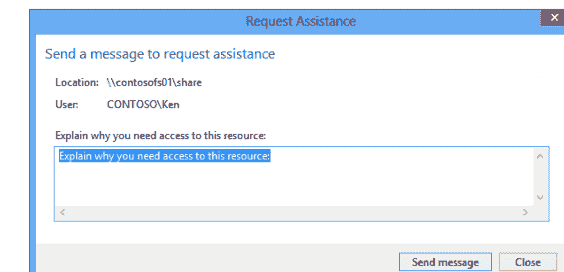 Request Assistance
Send a message to request assistance
Location: \\contosofs01\share
User: CONTOSO\Ken
Explain why you need access to this resource:
Explain why you need access to this resource:
Send message Close